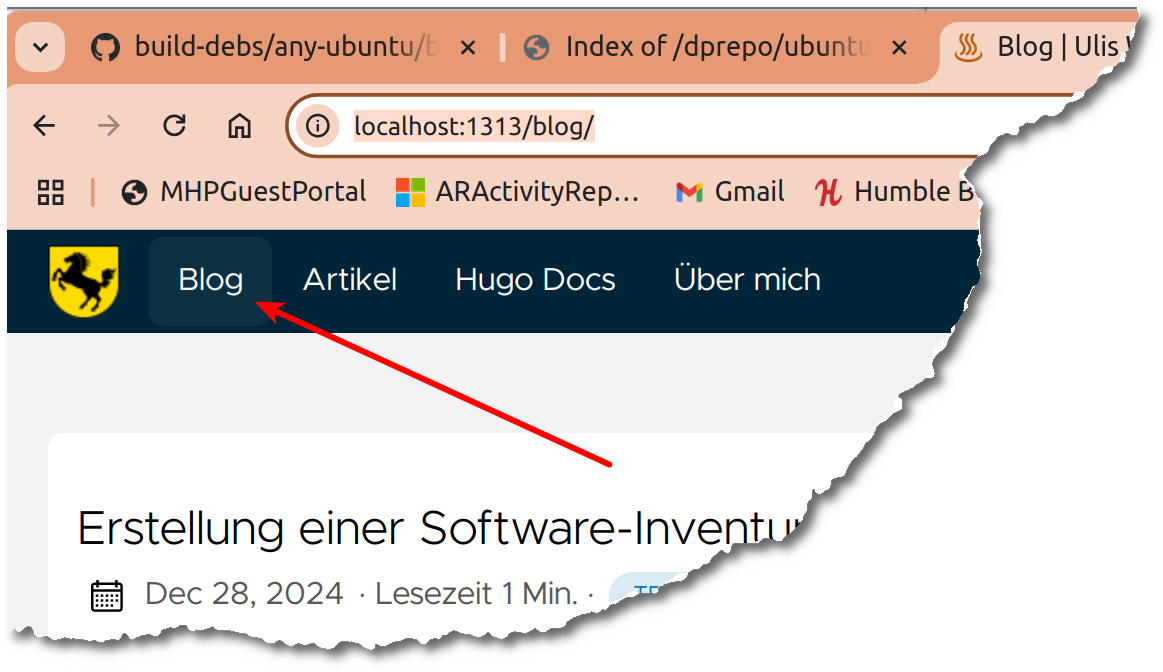 build-debs/any-ubuntu/
Index of /dprepo/ubuntu
Blog | Ulis
localhost:1313/blog/
MHPGuestPortal
ARActivityRep...
Gmail
Humble
Blog
Artikel
Hugo Docs
Über mich
Erstellung einer Software-Inventur
Dec 28, 2024 · Lesezeit 1 Min. ·